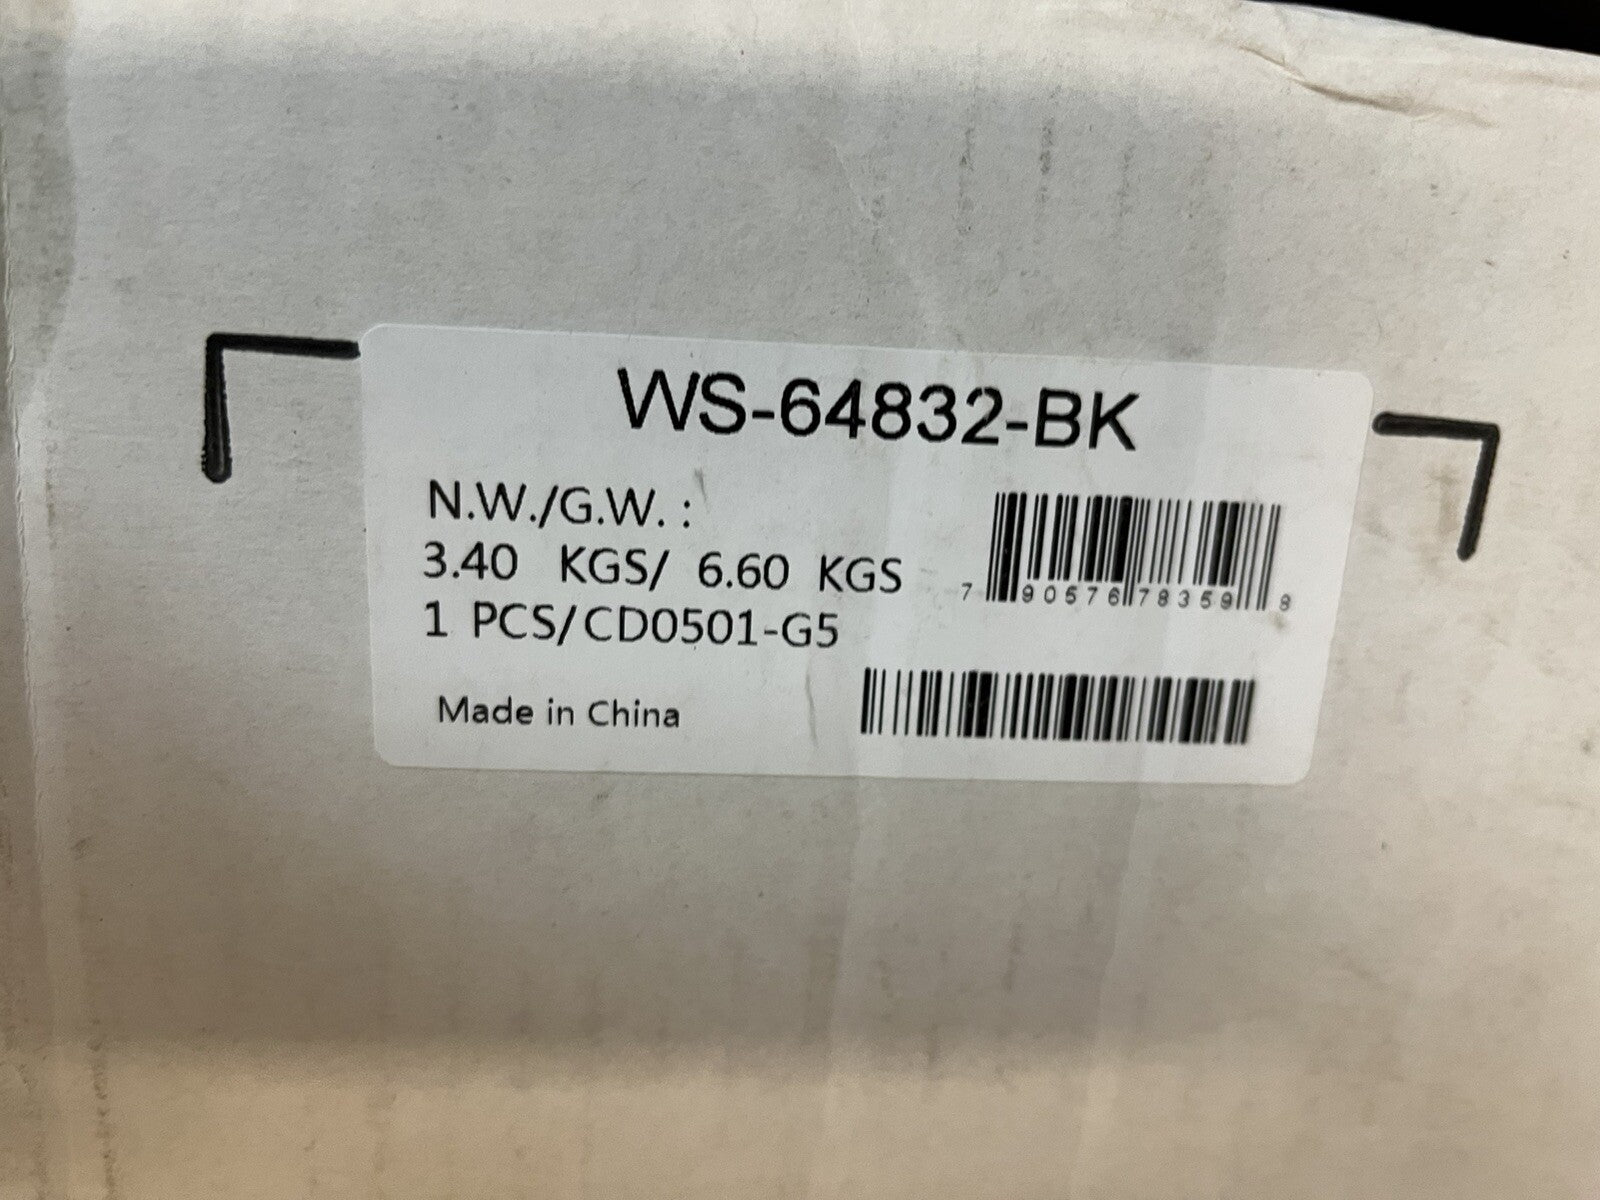 WS-64832-BK
N.W./G.W. :
3.40 KGS/ 6.60 KGS
1 PCS/CD0501-G5
7 90576 78359 8
Made in China